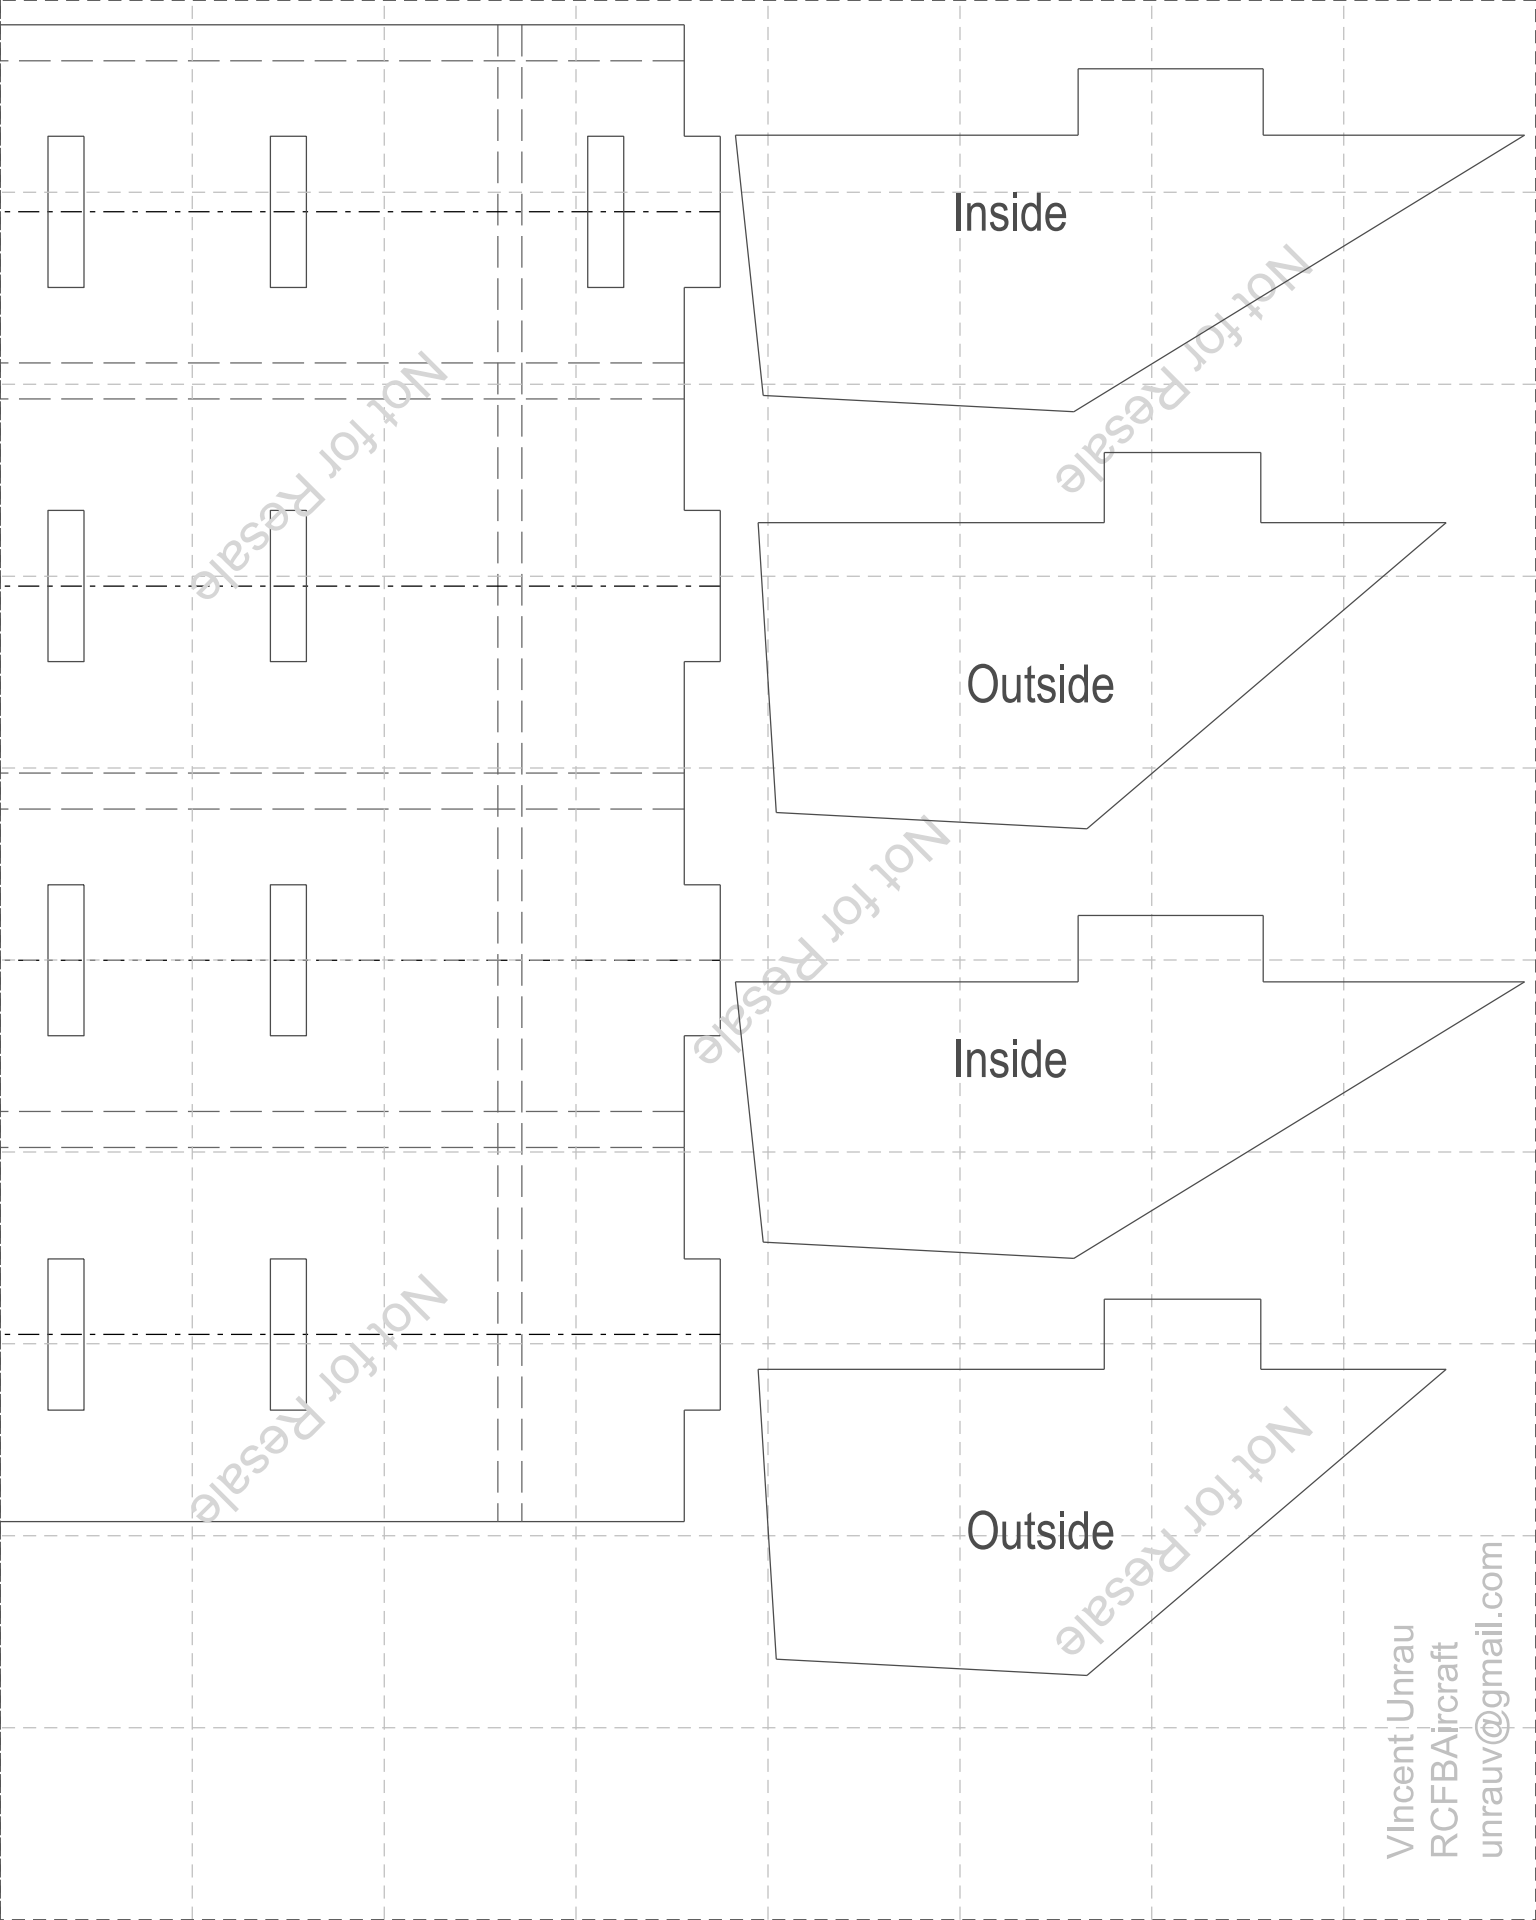 Inside
Not for Resale
Not for Resale
Outside
Not for Resale
Inside
Not for Resale
Outside
Not for Resale
VIncent Unrau
RCFBAircraft
unrauv@gmail.com